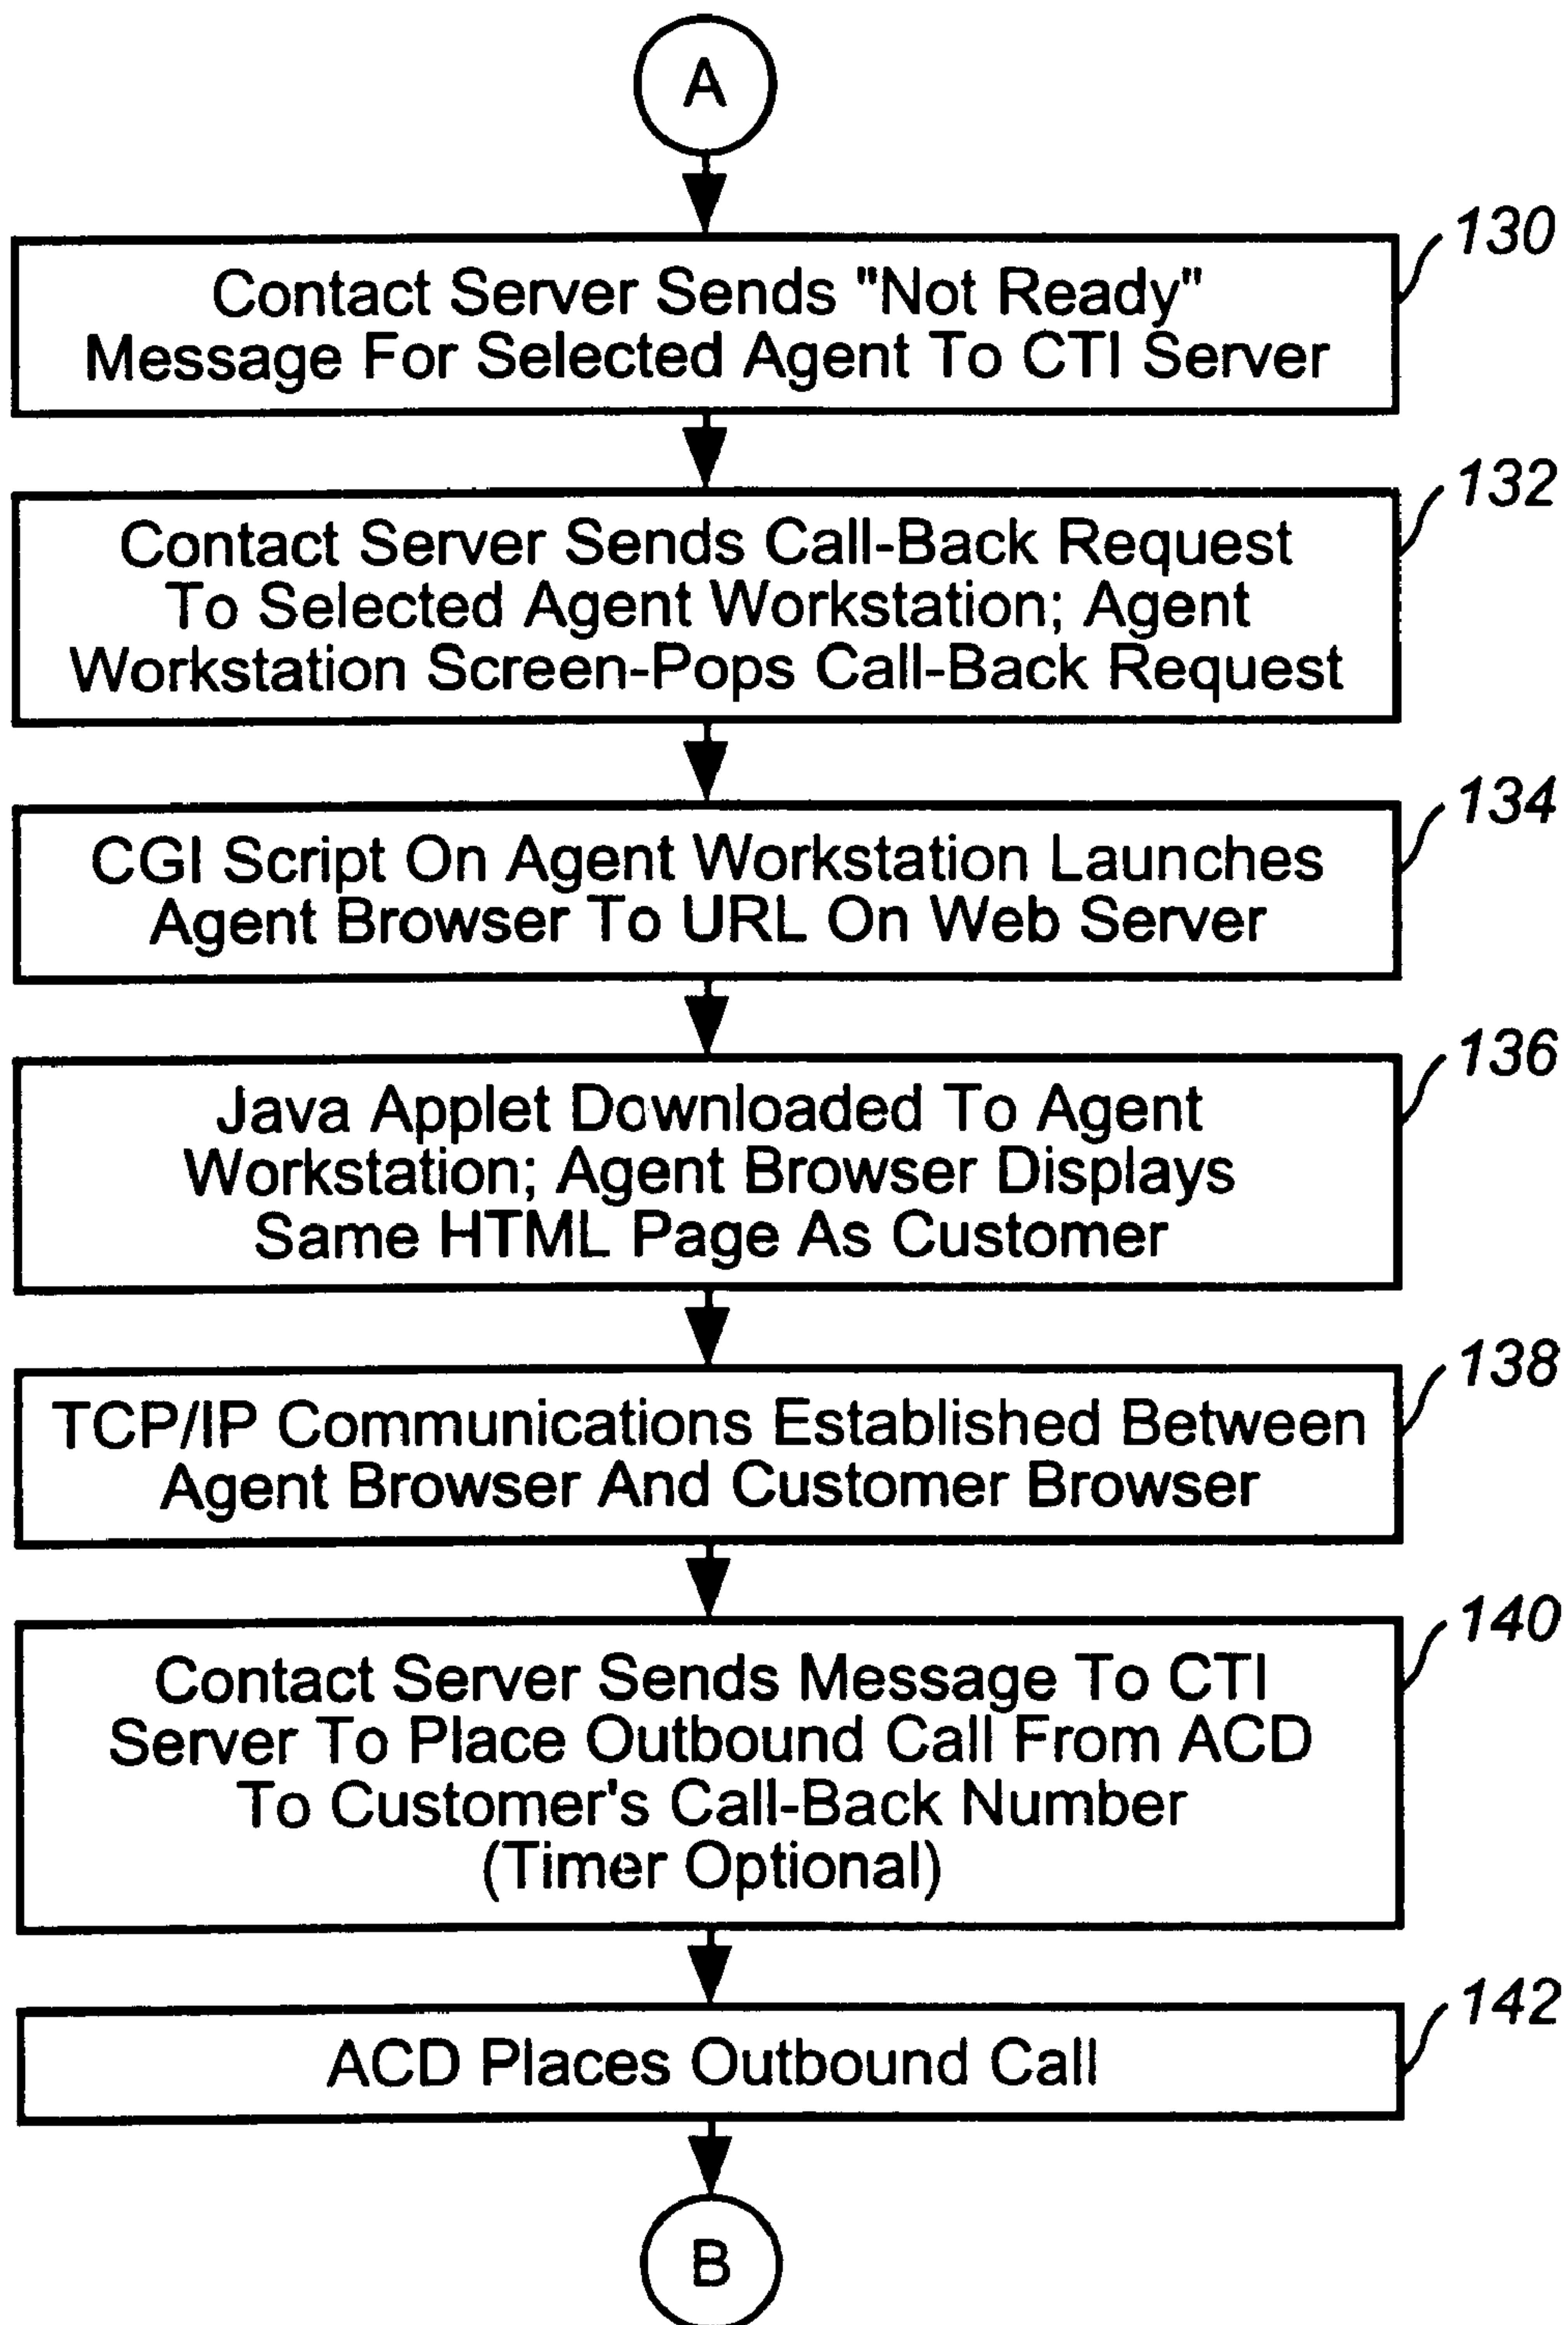 A
130
Contact Server Sends "Not Ready"
Message For Selected Agent To CTI Server
132
Contact Server Sends Call-Back Request
To Selected Agent Workstation; Agent
Workstation Screen-Pops Call-Back Request
134
CGI Script On Agent Workstation Launches
Agent Browser To URL On Web Server
136
Java Applet Downloaded To Agent
Workstation; Agent Browser Displays
Same HTML Page As Customer
138
TCP/IP Communications Established Between
Agent Browser And Customer Browser
140
Contact Server Sends Message To CTI
Server To Place Outbound Call From ACD
To Customer's Call-Back Number
(Timer Optional)
142
ACD Places Outbound Call
B